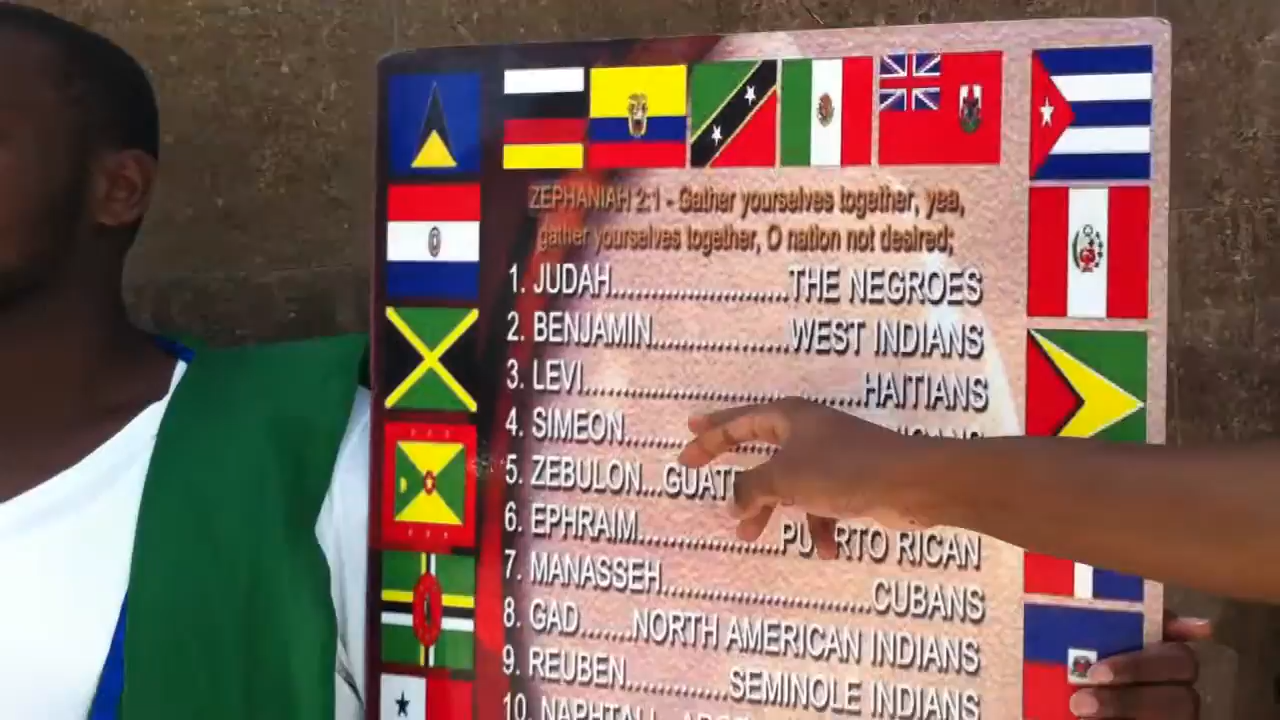 ZEPHANIAH 2:1 - Gather yourselves together, yea,
gather yourselves together, O nation not desired;
1. JUDAH......................THE NEGROES
2. BENJAMIN.................WEST INDIANS
3. LEVI...................................HAITIANS
4. SIMEON
5. ZEBULON...
6. EPHRAIM..................PUERTO RICAN
7. MANASSEH..........................CUBANS
8. GAD......NORTH AMERICAN INDIANS
9. REUBEN.............SEMINOLE INDIANS
10. NAPHTALI